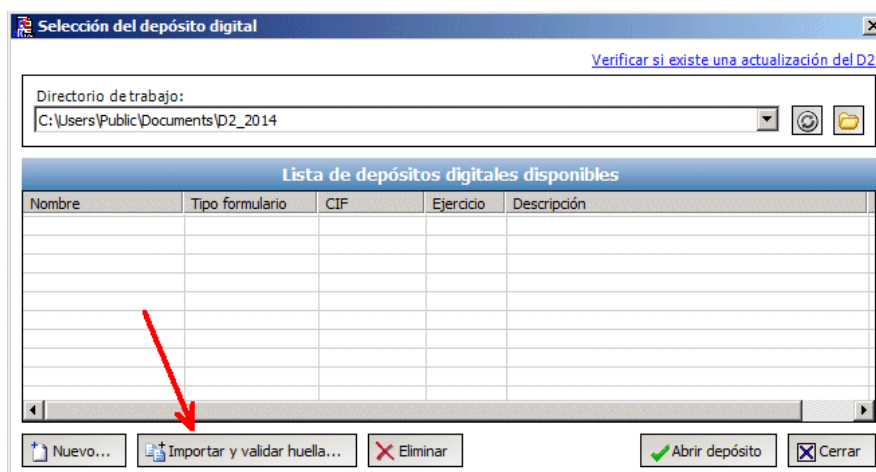 Selección del depósito digital
Verificar si existe una actualización del D2
Directorio de trabajo:
C:\Users\Public\Documents\D2_2014
Lista de depósitos digitales disponibles
Nombre Tipo formulario CIF Ejercicio Descripción
Nuevo... Importar y validar huella... Eliminar Abrir depósito Cerrar